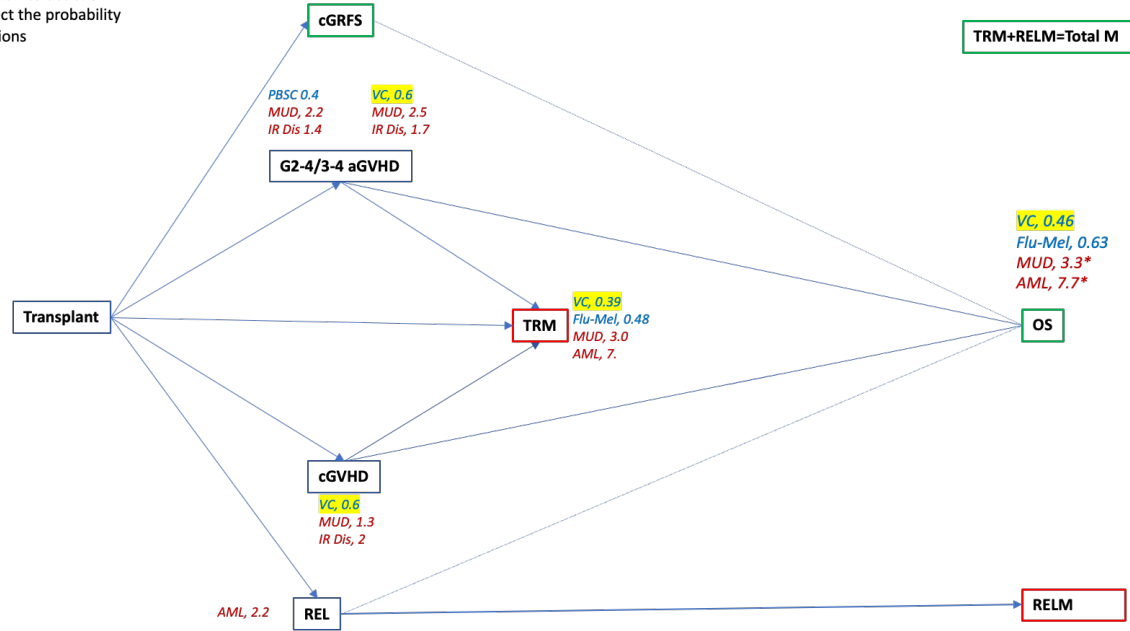 ct the probability
ions
cGRFS
TRM+RELM=Total M
PBSC 0.4
MUD, 2.2
IR Dis 1.4
VC, 0.6
MUD, 2.5
IR Dis, 1.7
G2-4/3-4 aGVHD
VC, 0.46
Flu-Mel, 0.63
MUD, 3.3*
AML, 7.7*
Transplant
TRM
VC, 0.39
Flu-Mel, 0.48
MUD, 3.0
AML, 7.
OS
cGVHD
VC, 0.6
MUD, 1.3
IR Dis, 2
AML, 2.2
REL
RELM